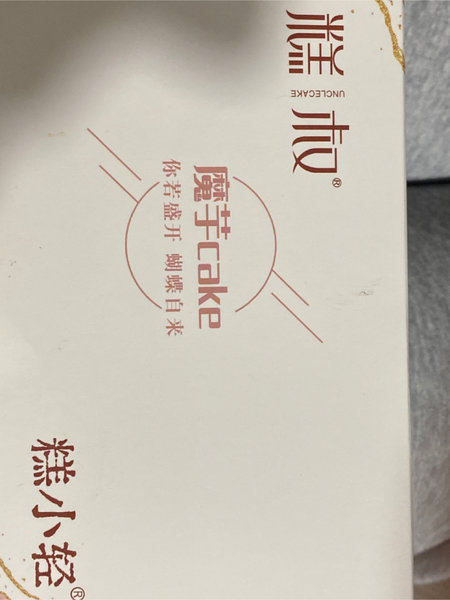 糕叔®
UNCLECAKE
魔芋cake
你若盛开 蝴蝶自来
糕小轻®